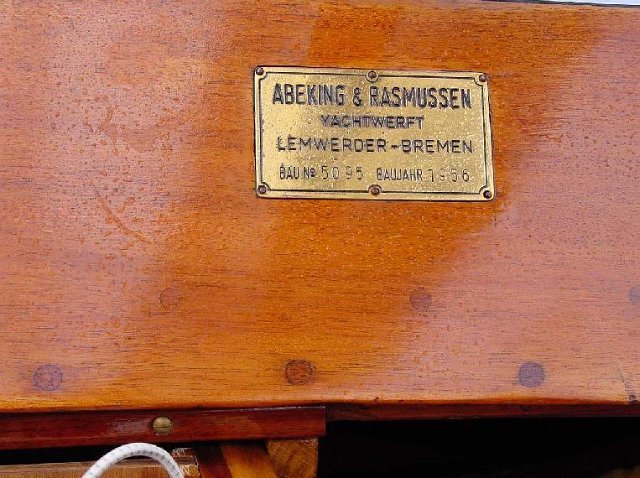 ABEKING & RASMUSSEN
YACHTWERFT
LEMWERDER-BREMEN
BAU Nº 5095 BAUJAHR 1956